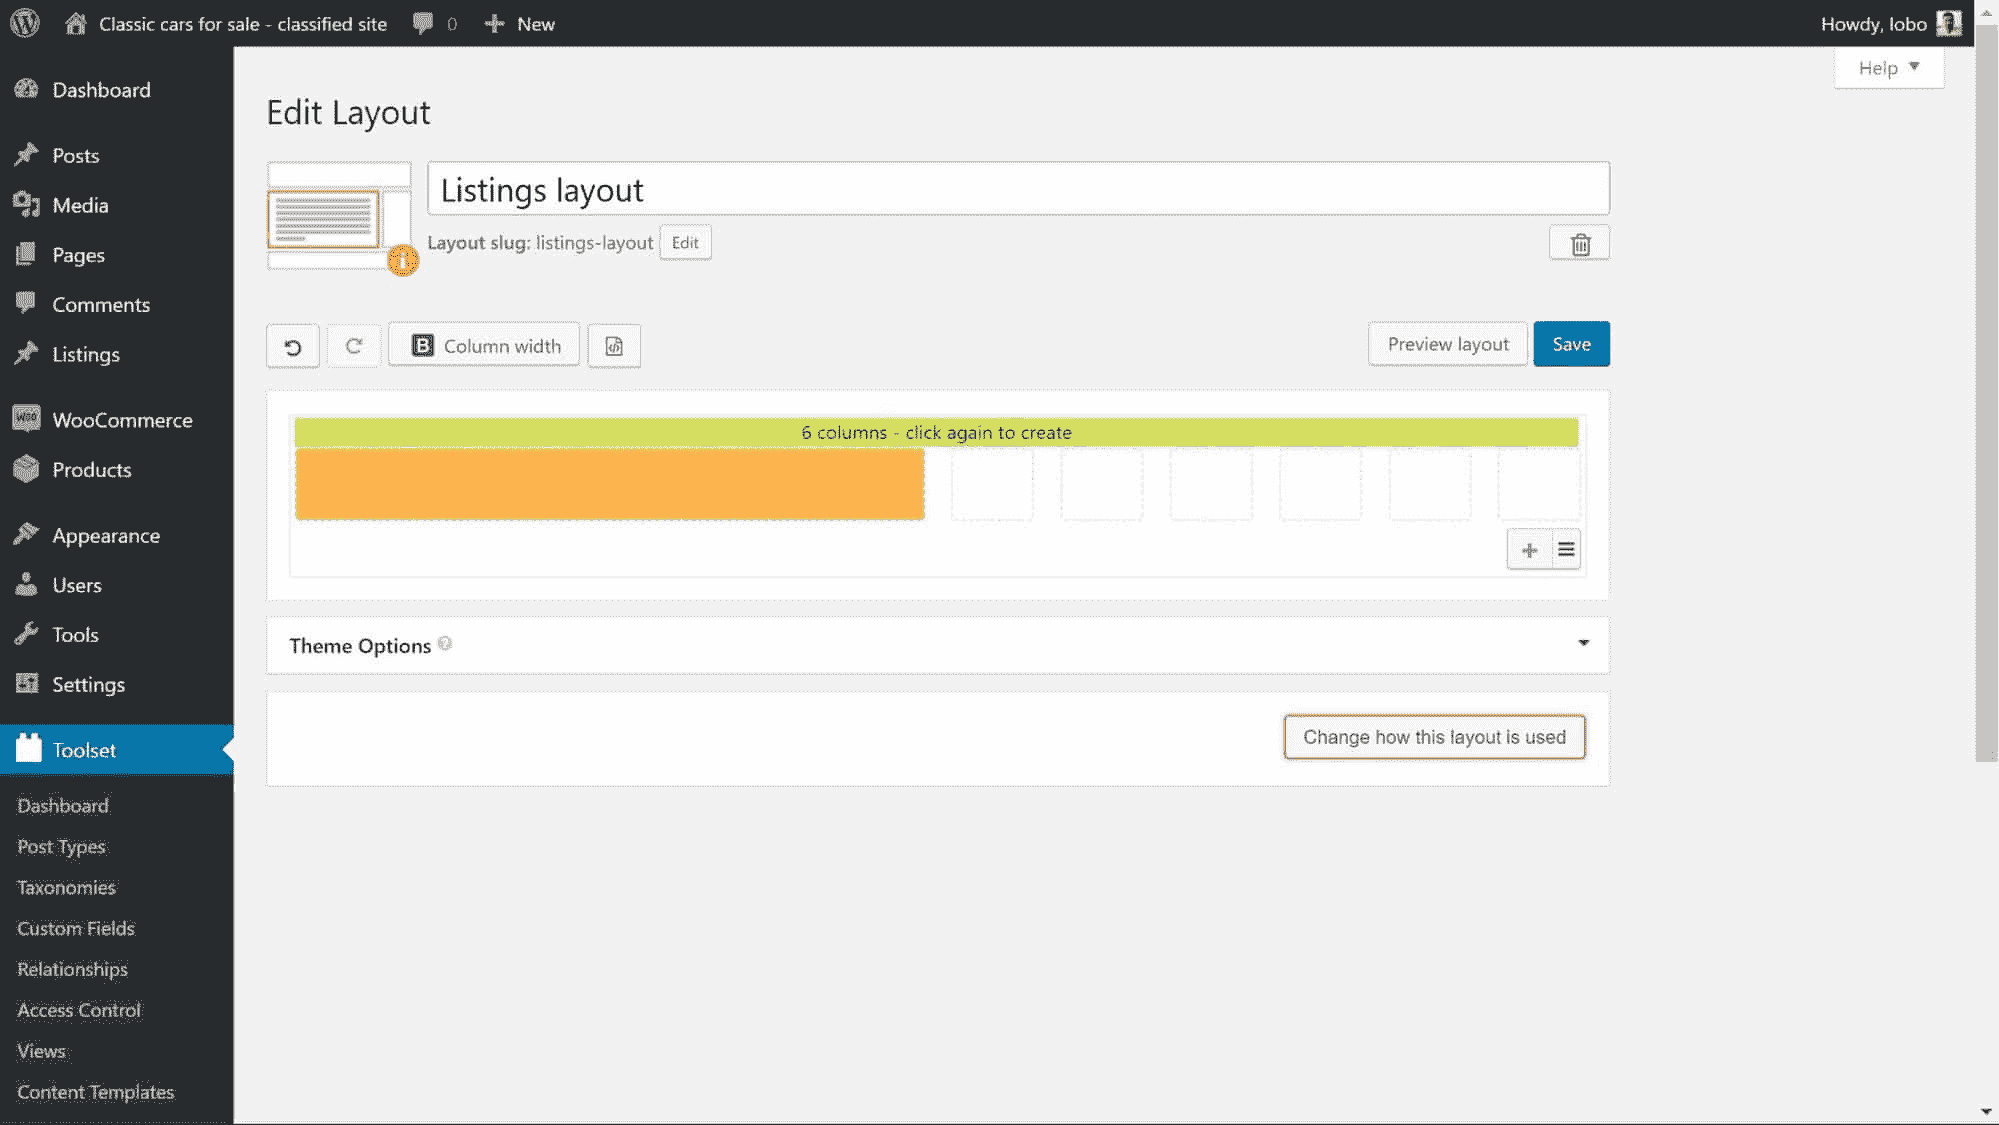 Classic cars for sale - classified site
0
New
Howdy, lobo
Help
Dashboard
Posts
Media
Pages
Comments
Listings
WooCommerce
Products
Appearance
Users
Tools
Settings
Toolset
Dashboard
Post Types
Taxonomies
Custom Fields
Relationships
Access Control
Views
Content Templates
Edit Layout
Listings layout
Layout slug: listings-layout
Edit
B Column width
Preview layout
Save
6 columns - click again to create
Theme Options
Change how this layout is used